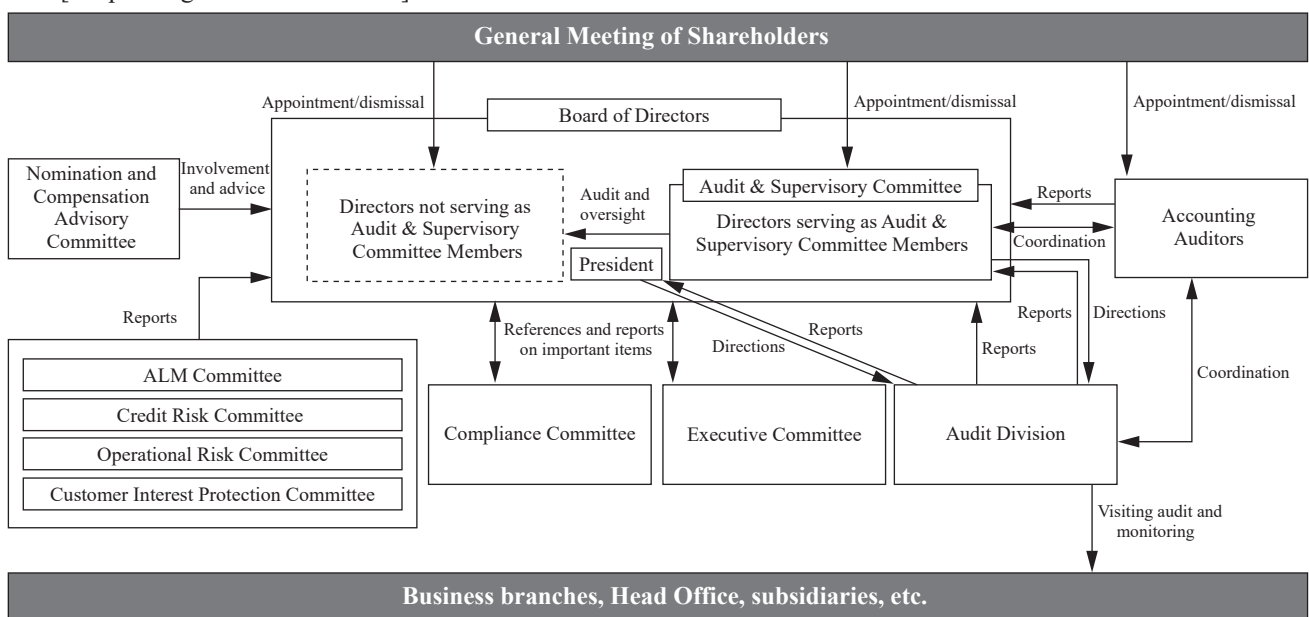 General Meeting of Shareholders
Appointment/dismissal
Appointment/dismissal
Appointment/dismissal
Board of Directors
Nomination and
Compensation
Advisory
Committee
Involvement
and advice
Directors not serving as
Audit & Supervisory
Committee Members
Audit and
oversight
Audit & Supervisory Committee
Directors serving as Audit &
Supervisory Committee Members
President
Reports
Coordination
Accounting
Auditors
Reports
References and reports
on important items
Reports
Directions
Reports
Reports
Directions
Coordination
ALM Committee
Credit Risk Committee
Operational Risk Committee
Customer Interest Protection Committee
Compliance Committee
Executive Committee
Audit Division
Visiting audit and
monitoring
Business branches, Head Office, subsidiaries, etc.